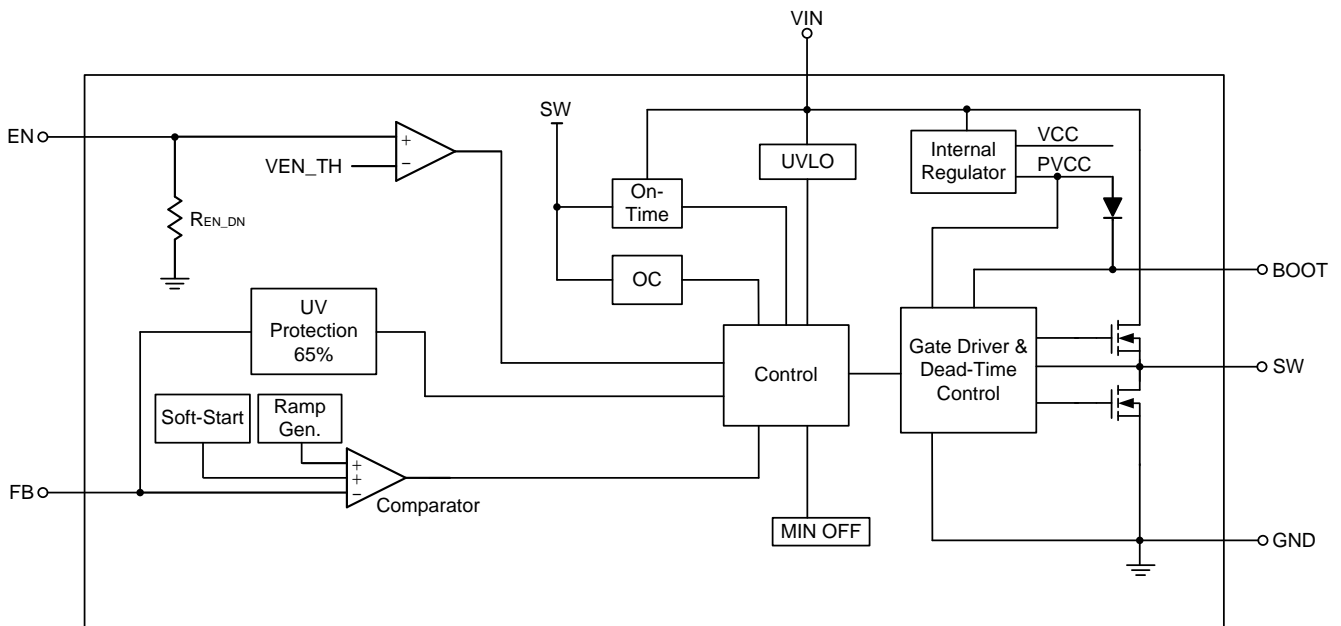 VIN
SW
EN
+
−
VEN_TH
UVLO
Internal
Regulator
VCC
PVCC
On-
Time
REN_DN
OC
BOOT
UV
Protection
65%
Control
Gate Driver &
Dead-Time
Control
SW
Soft-Start
Ramp
Gen.
+
+
−
Comparator
FB
MIN OFF
GND